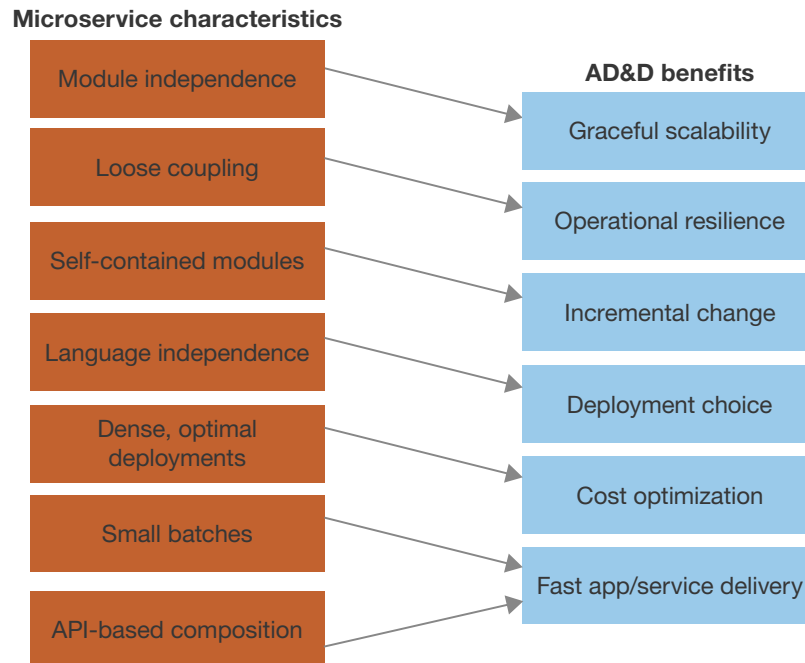 Microservice characteristics
Module independence
Loose coupling
Self-contained modules
Language independence
Dense, optimal
deployments
Small batches
API-based composition
AD&D benefits
Graceful scalability
Operational resilience
Incremental change
Deployment choice
Cost optimization
Fast app/service delivery